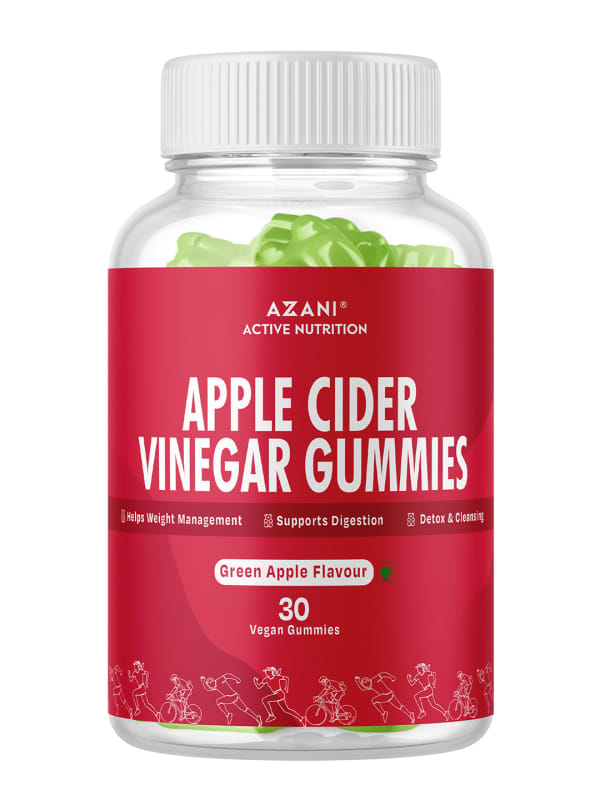 AZANI®
ACTIVE NUTRITION
APPLE CIDER
VINEGAR GUMMIES
Helps Weight Management Supports Digestion Detox & Cleansing
Green Apple Flavour
30
Vegan Gummies